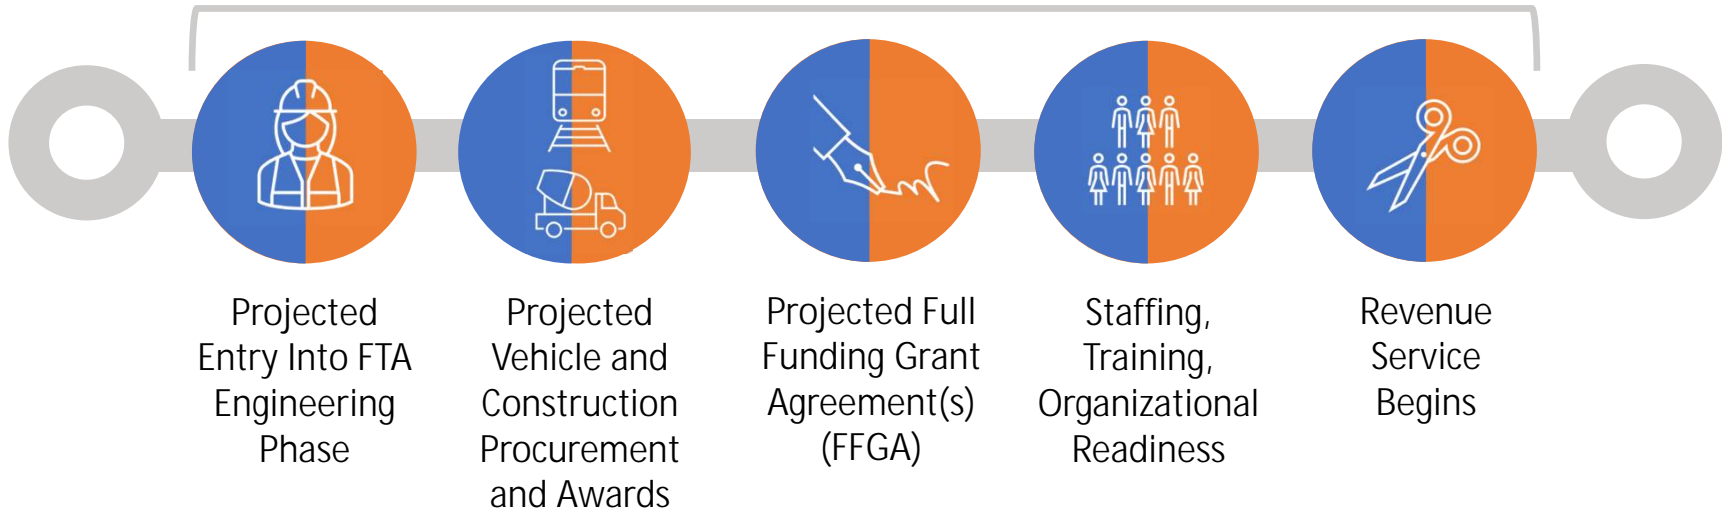 Projected
Entry Into FTA
Engineering
Phase
Projected
Vehicle and
Construction
Procurement
and Awards
Projected Full
Funding Grant
Agreement(s)
(FFGA)
Staffing,
Training,
Organizational
Readiness
Revenue
Service
Begins